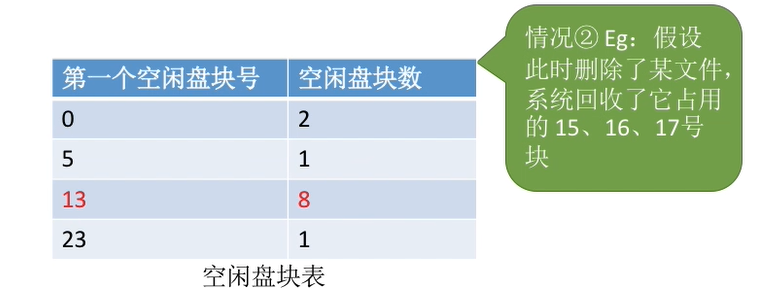 情况② Eg：假设
此时删除了某文件，
系统回收了它占用
的 15、16、17号
块
第一个空闲盘块号 空闲盘块数
0 2
5 1
13 8
23 1
空闲盘块表